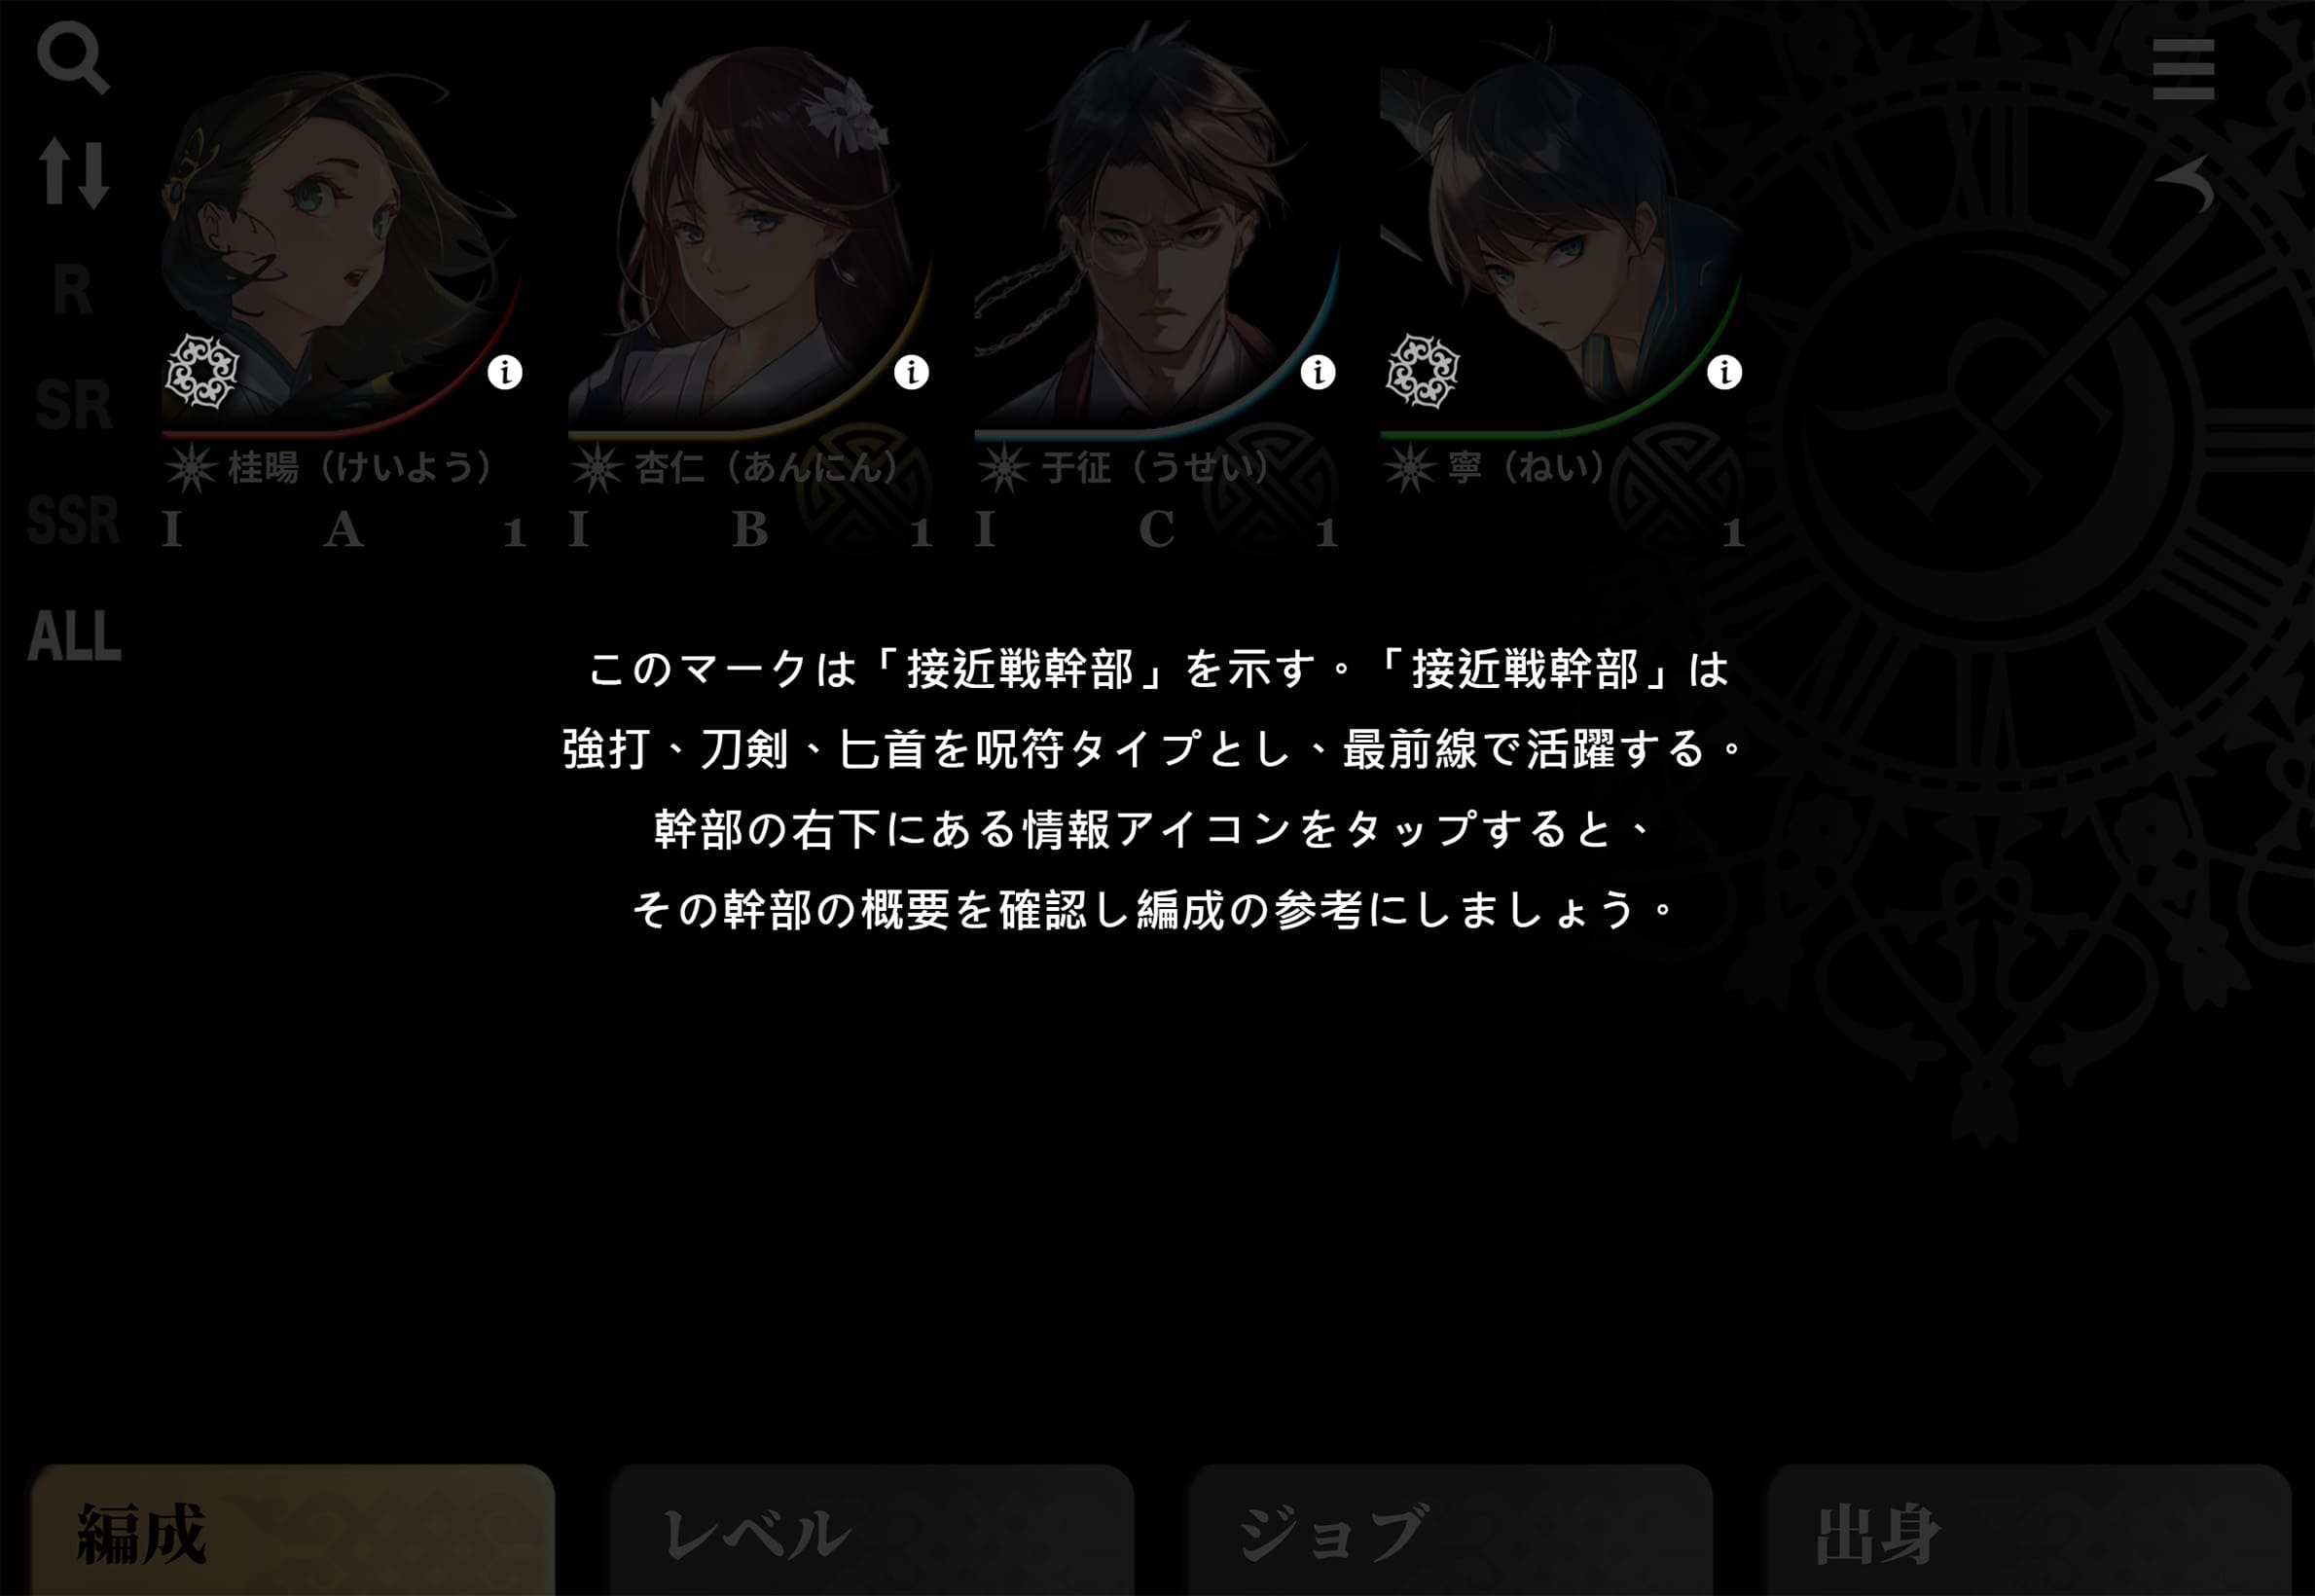 R
SR
SSR
ALL
桂暘（けいよう）
I A 1
杏仁（あんにん）
I B 1
于征（うせい）
I C 1
寧（ねい）
1
このマークは「接近戦幹部」を示す。「接近戦幹部」は
強打、刀剣、匕首を呪符タイプとし、最前線で活躍する。
幹部の右下にある情報アイコンをタップすると、
その幹部の概要を確認し編成の参考にしましょう。
編成
レベル
ジョブ
出身